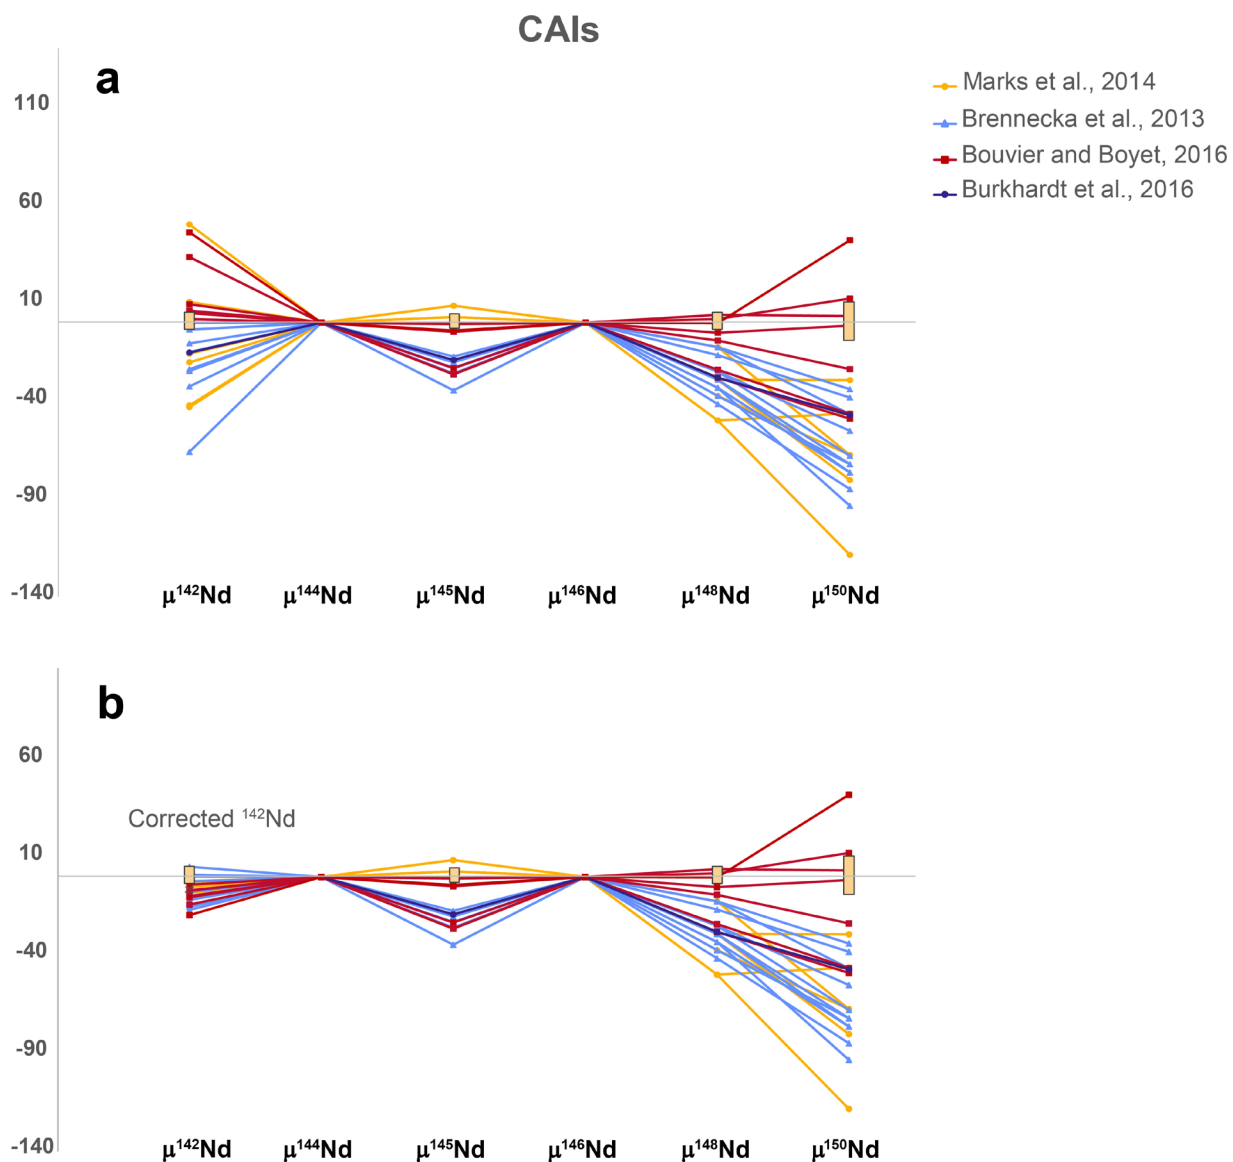 CAIs
a
110
60
10
-40
-90
-140
Marks et al., 2014
Brennecka et al., 2013
Bouvier and Boyet, 2016
Burkhardt et al., 2016
μ¹⁴²Nd μ¹⁴⁴Nd μ¹⁴⁵Nd μ¹⁴⁶Nd μ¹⁴⁸Nd μ¹⁵⁰Nd
b
60
Corrected ¹⁴²Nd
10
-40
-90
-140
μ¹⁴²Nd μ¹⁴⁴Nd μ¹⁴⁵Nd μ¹⁴⁶Nd μ¹⁴⁸Nd μ¹⁵⁰Nd